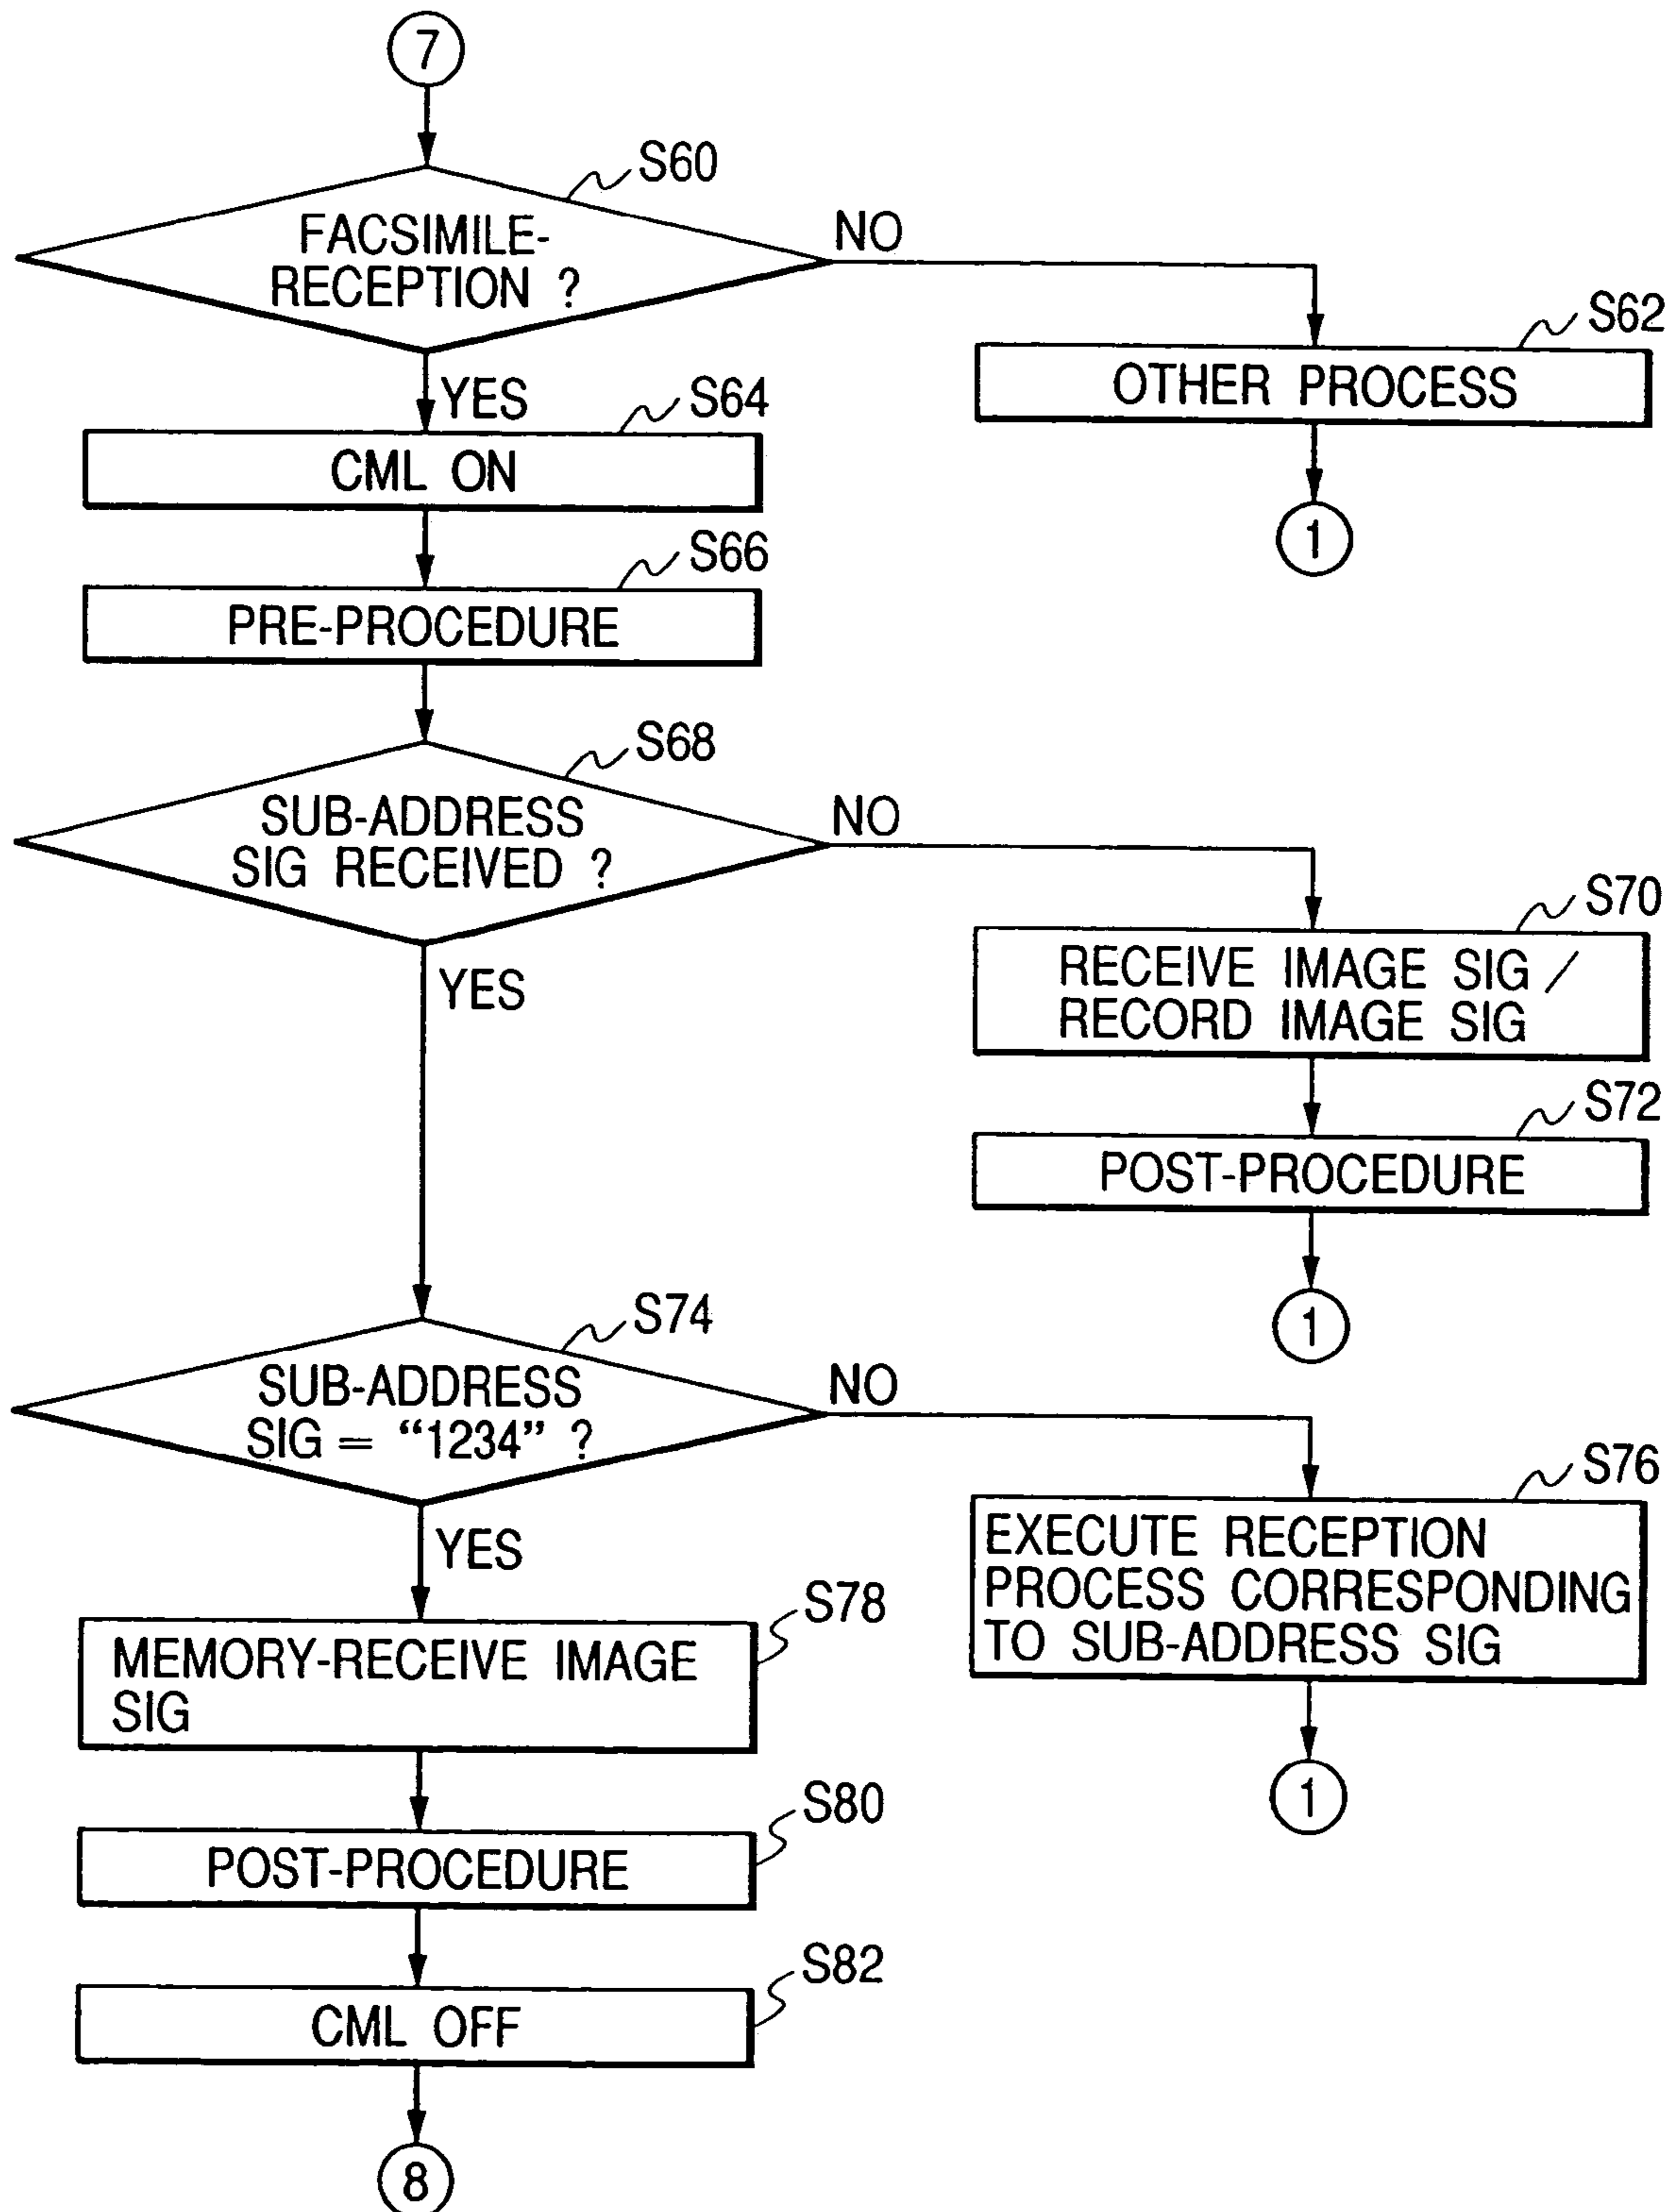 7
S60
FACSIMILE-
RECEPTION ?
NO
S62
OTHER PROCESS
1
YES
S64
CML ON
S66
PRE-PROCEDURE
S68
SUB-ADDRESS
SIG RECEIVED ?
NO
S70
RECEIVE IMAGE SIG /
RECORD IMAGE SIG
S72
POST-PROCEDURE
1
YES
S74
SUB-ADDRESS
SIG = “1234” ?
NO
S76
EXECUTE RECEPTION
PROCESS CORRESPONDING
TO SUB-ADDRESS SIG
1
YES
S78
MEMORY-RECEIVE IMAGE
SIG
S80
POST-PROCEDURE
S82
CML OFF
8